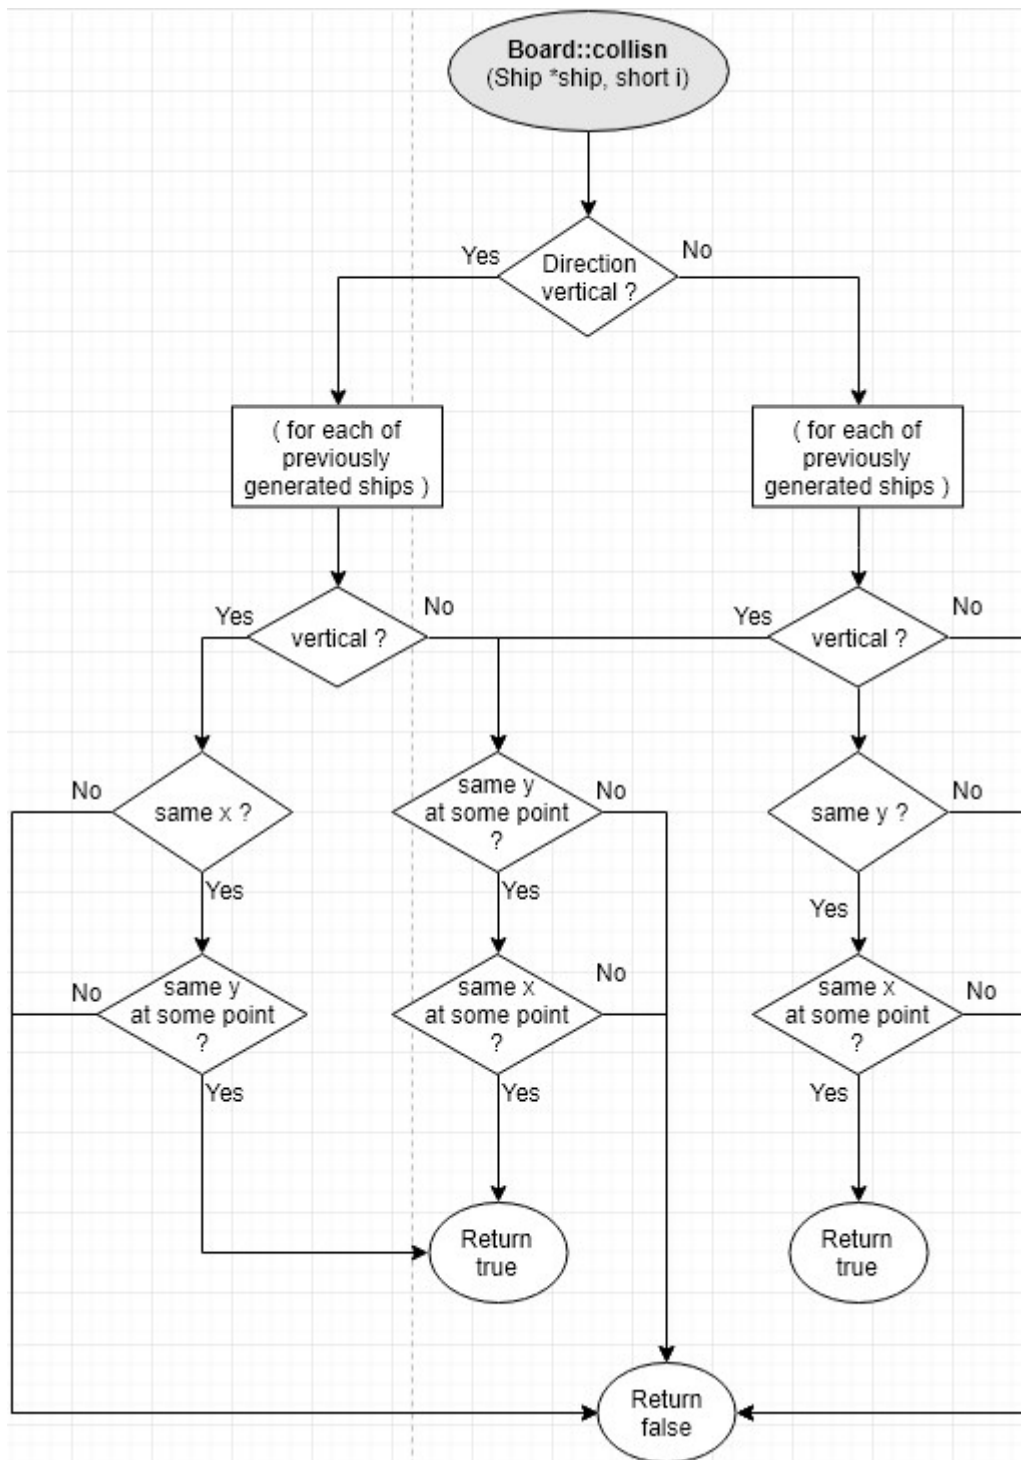 Board::collisn
(Ship *ship, short i)
Yes
No
Direction
vertical ?
( for each of
previously
generated ships )
( for each of
previously
generated ships )
Yes
vertical ?
No
Yes
vertical ?
No
No
same x ?
Yes
same y
at some point
?
No
Yes
same y ?
No
Yes
No
same y
at some point
?
Yes
same x
at some point
?
No
Yes
same x
at some point
?
No
Yes
Return
true
Return
true
Return
false